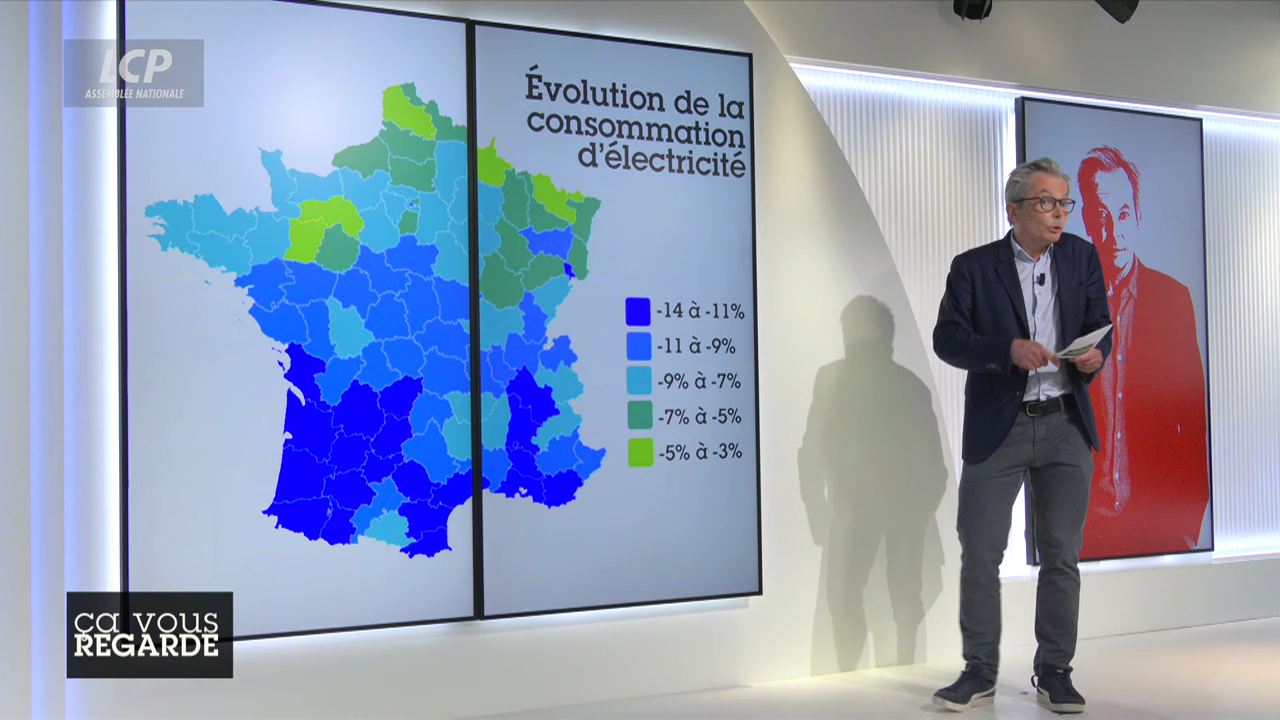 LCP
ASSEMBLÉE NATIONALE
Évolution de la
consommation
d'électricité
-14 à -11%
-11 à -9%
-9% à -7%
-7% à -5%
-5% à -3%
ça vous
REGARDE